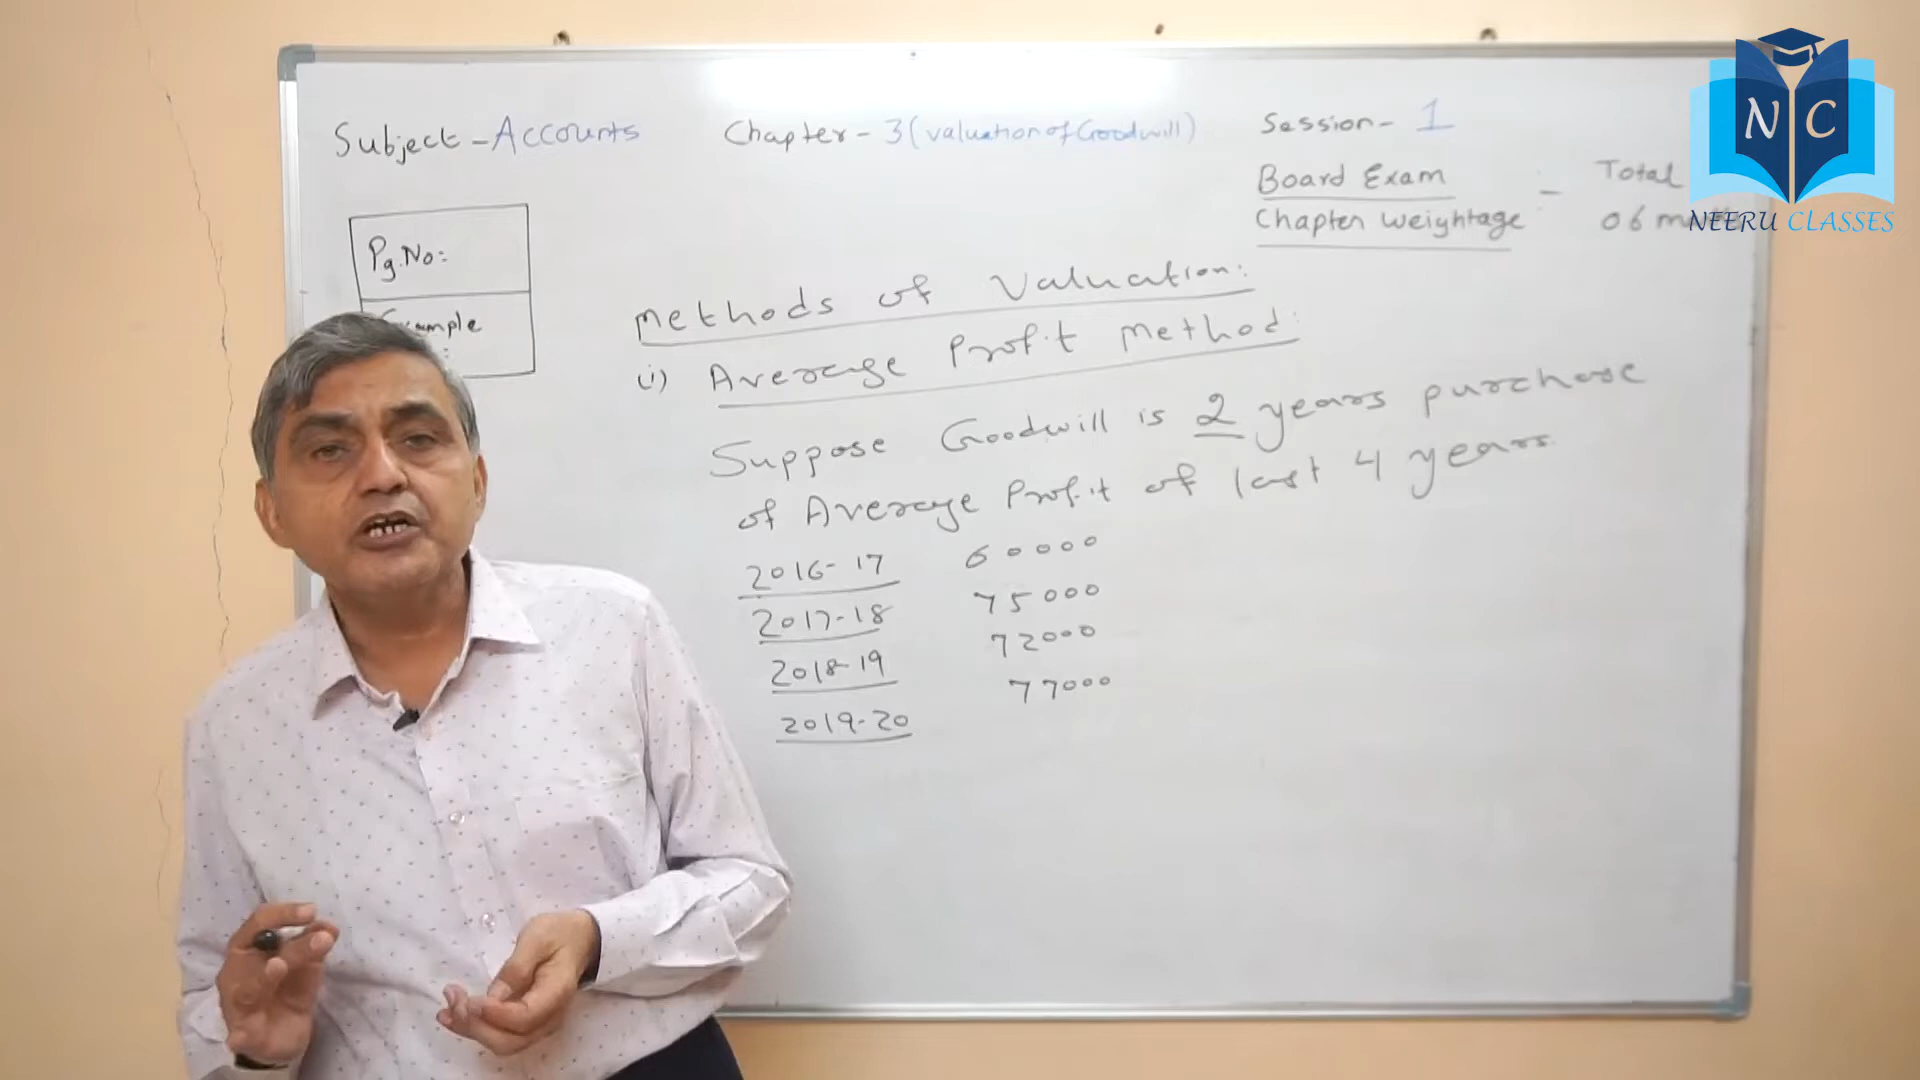 Subject - Accounts
Chapter - 3 (valuation of Goodwill)
Session - 1
Board Exam
Chapter Weightage - Total
06
N C
NEERU CLASSES
Pg.No:
Methods of Valuation:
(i) Average Profit Method:
Suppose Goodwill is 2 years purchase
of Average Profit of last 4 years
2016-17 60000
2017-18 75000
2018-19 72000
2019-20 77000